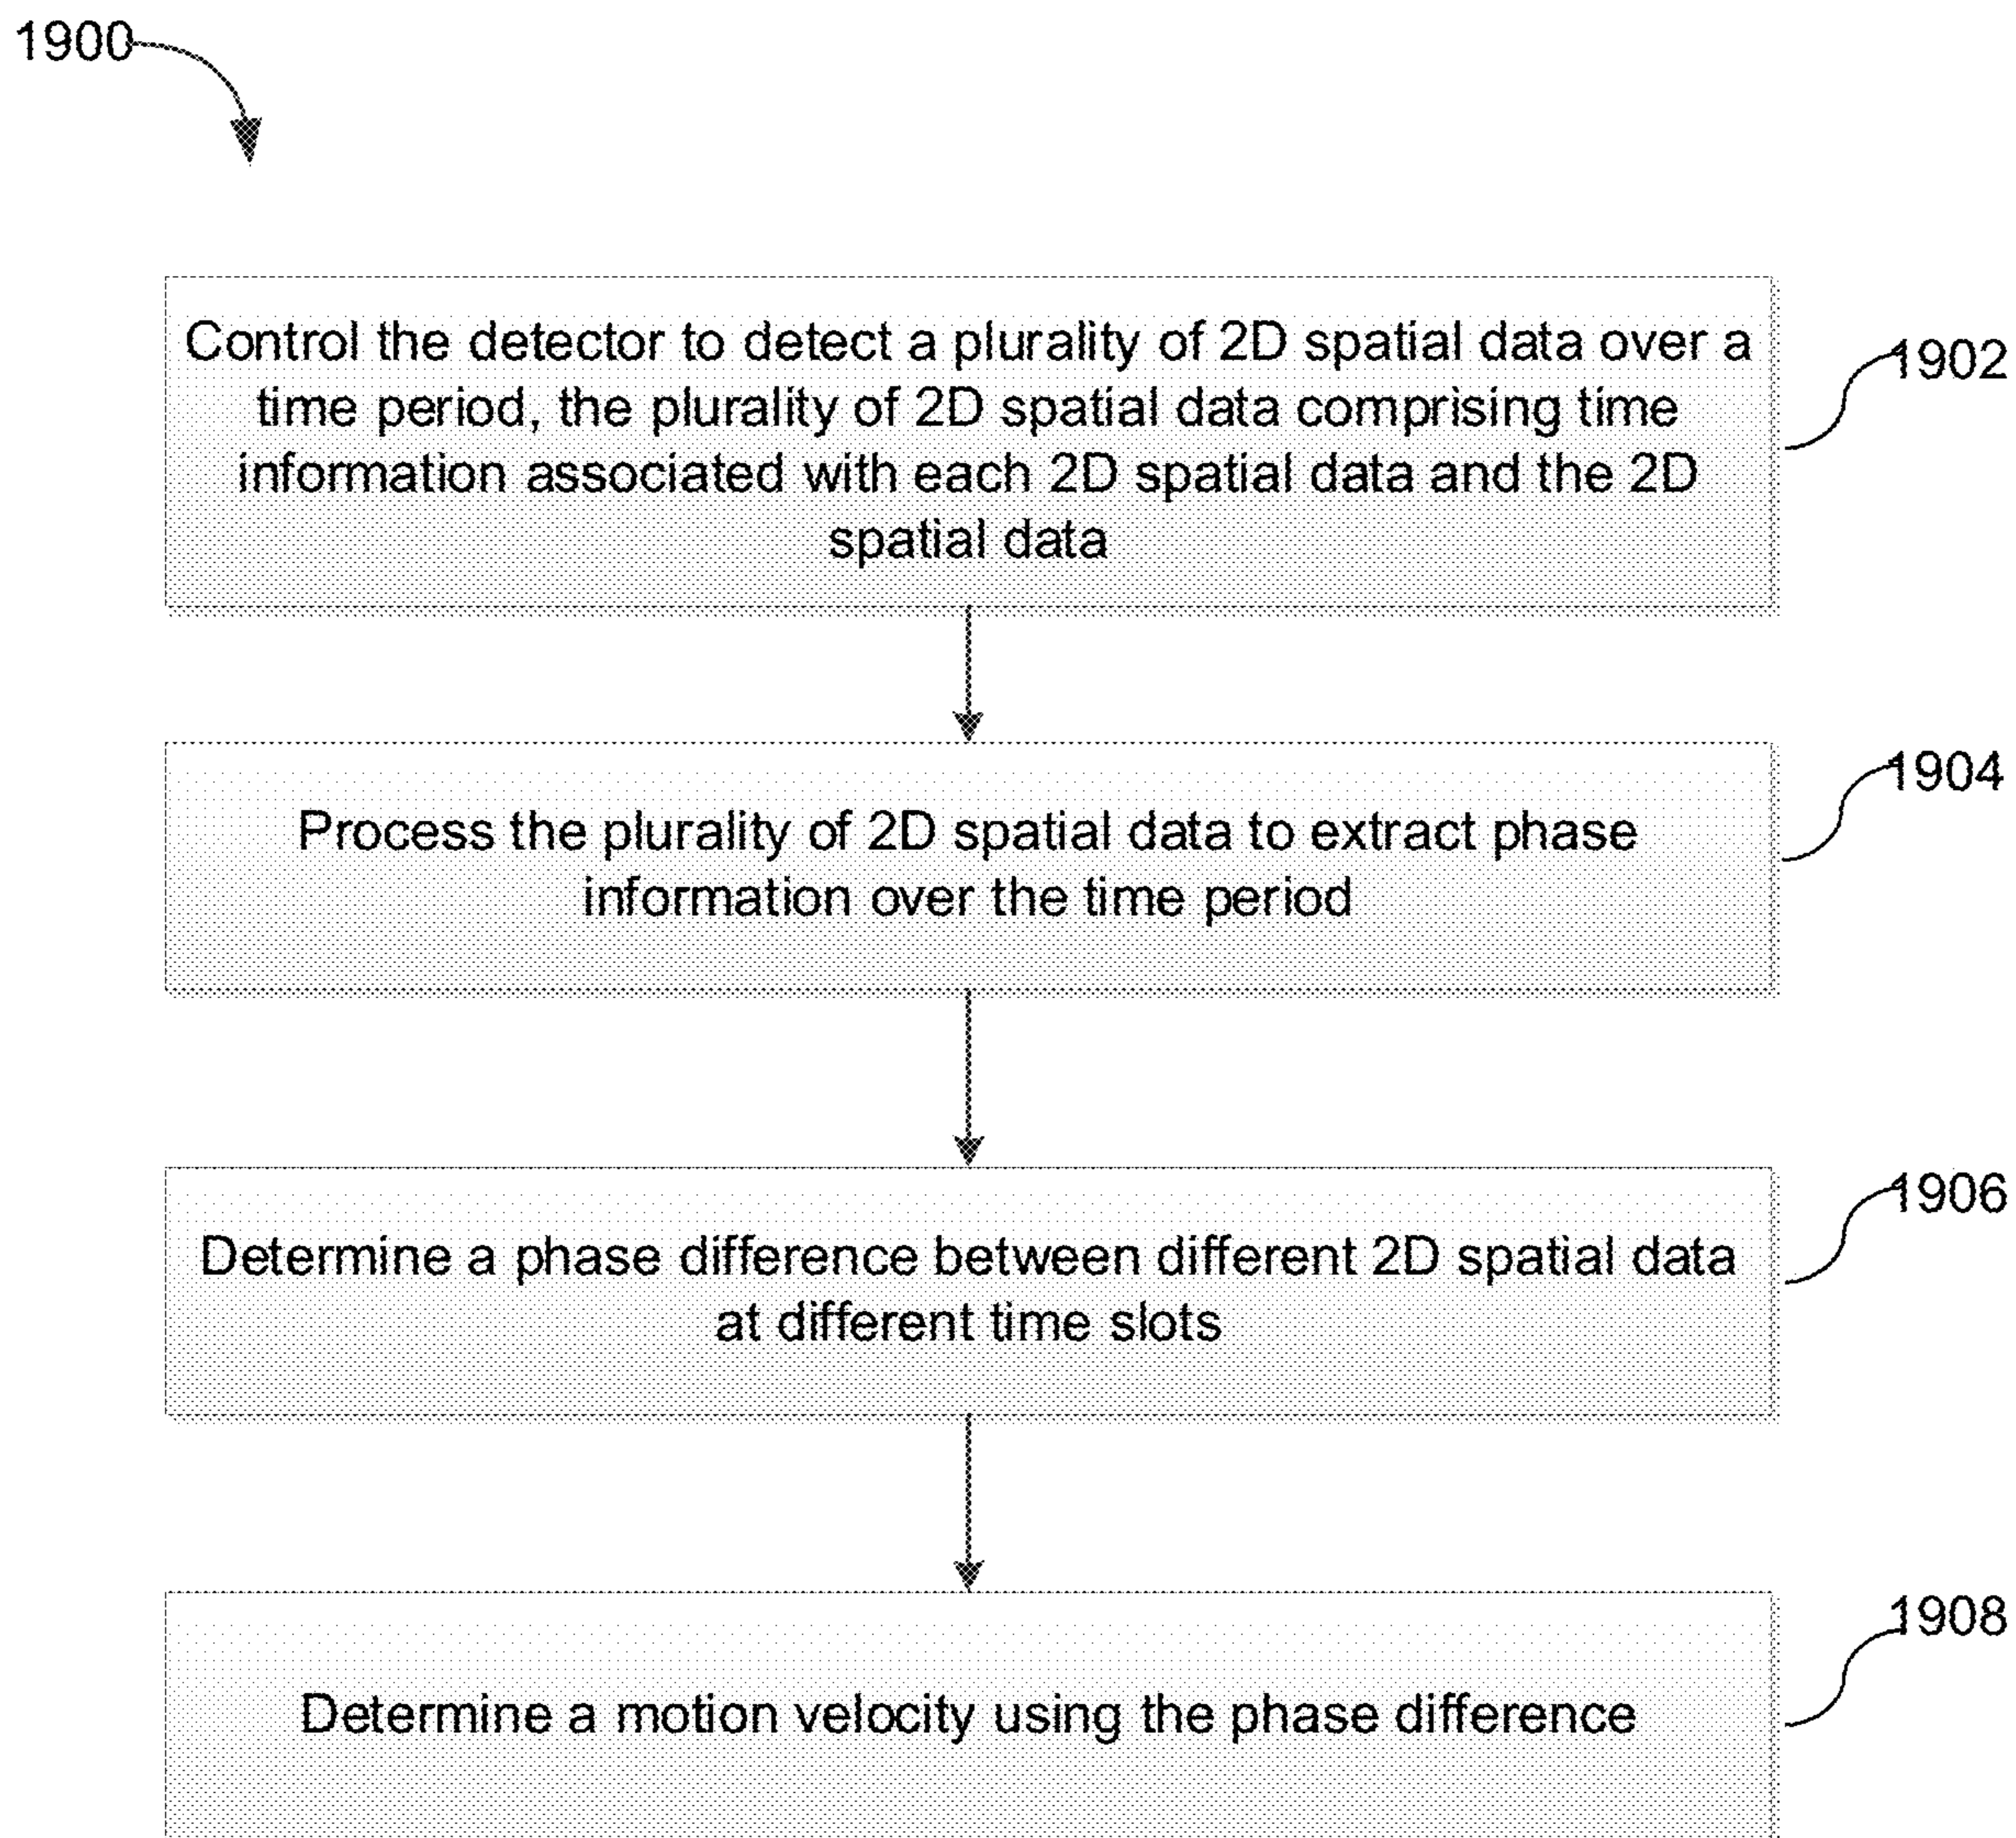 1900
Control the detector to detect a plurality of 2D spatial data over a
time period, the plurality of 2D spatial data comprising time
information associated with each 2D spatial data and the 2D
spatial data
1902
Process the plurality of 2D spatial data to extract phase
information over the time period
1904
Determine a phase difference between different 2D spatial data
at different time slots
1906
Determine a motion velocity using the phase difference
1908